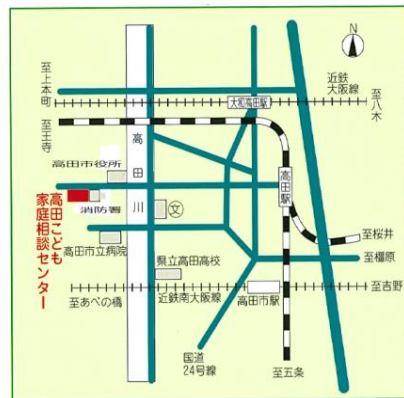 N
至上本町
近鉄
大阪線
至八木
大和高田駅
至王寺
高田川
高田市役所
高田駅
消防署
文
高田こども
家庭相談センター
高田市立病院
至桜井
至橿原
県立高田高校
至あべの橋
近鉄南大阪線
高田市駅
至吉野
国道
24号線
至五条